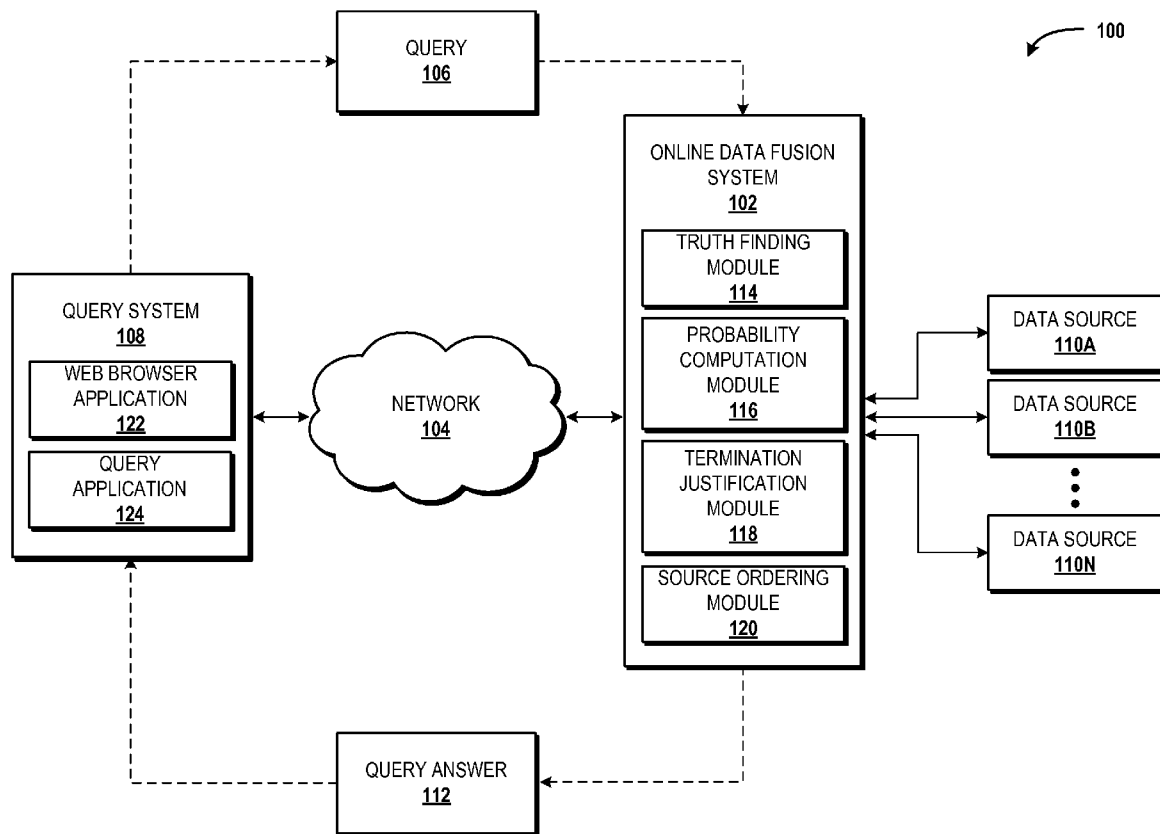 100
QUERY
106
ONLINE DATA FUSION
SYSTEM
102
TRUTH FINDING
MODULE
114
PROBABILITY
COMPUTATION
MODULE
116
TERMINATION
JUSTIFICATION
MODULE
118
SOURCE ORDERING
MODULE
120
QUERY SYSTEM
108
WEB BROWSER
APPLICATION
122
QUERY
APPLICATION
124
NETWORK
104
DATA SOURCE
110A
DATA SOURCE
110B
DATA SOURCE
110N
QUERY ANSWER
112